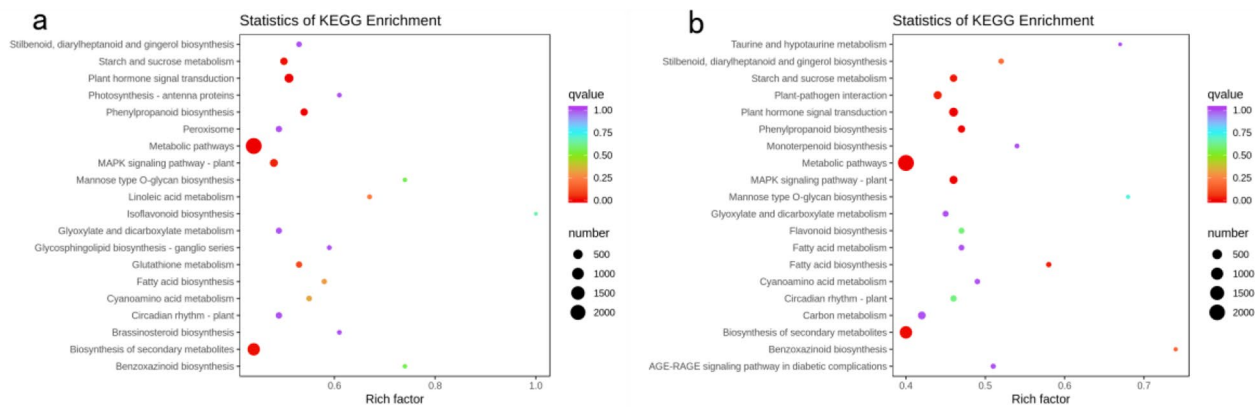 a
Statistics of KEGG Enrichment
Stilbenoid, diarylheptanoid and gingerol biosynthesis
Starch and sucrose metabolism
Plant hormone signal transduction
Photosynthesis - antenna proteins
Phenylpropanoid biosynthesis
Peroxisome
Metabolic pathways
MAPK signaling pathway - plant
Mannose type O-glycan biosynthesis
Linoleic acid metabolism
Isoflavonoid biosynthesis
Glyoxylate and dicarboxylate metabolism
Glycosphingolipid biosynthesis - ganglio series
Glutathione metabolism
Fatty acid biosynthesis
Cyanoamino acid metabolism
Circadian rhythm - plant
Brassinosteroid biosynthesis
Biosynthesis of secondary metabolites
Benzoxazinoid biosynthesis
0.6 0.8 1.0
Rich factor
qvalue
1.00
0.75
0.50
0.25
0.00
number
500
1000
1500
2000
b
Statistics of KEGG Enrichment
Taurine and hypotaurine metabolism
Stilbenoid, diarylheptanoid and gingerol biosynthesis
Starch and sucrose metabolism
Plant-pathogen interaction
Plant hormone signal transduction
Phenylpropanoid biosynthesis
Monoterpenoid biosynthesis
Metabolic pathways
MAPK signaling pathway - plant
Mannose type O-glycan biosynthesis
Glyoxylate and dicarboxylate metabolism
Flavonoid biosynthesis
Fatty acid metabolism
Fatty acid biosynthesis
Cyanoamino acid metabolism
Circadian rhythm - plant
Carbon metabolism
Biosynthesis of secondary metabolites
Benzoxazinoid biosynthesis
AGE-RAGE signaling pathway in diabetic complications
0.4 0.5 0.6 0.7
Rich factor
qvalue
1.00
0.75
0.50
0.25
0.00
number
500
1000
1500
2000